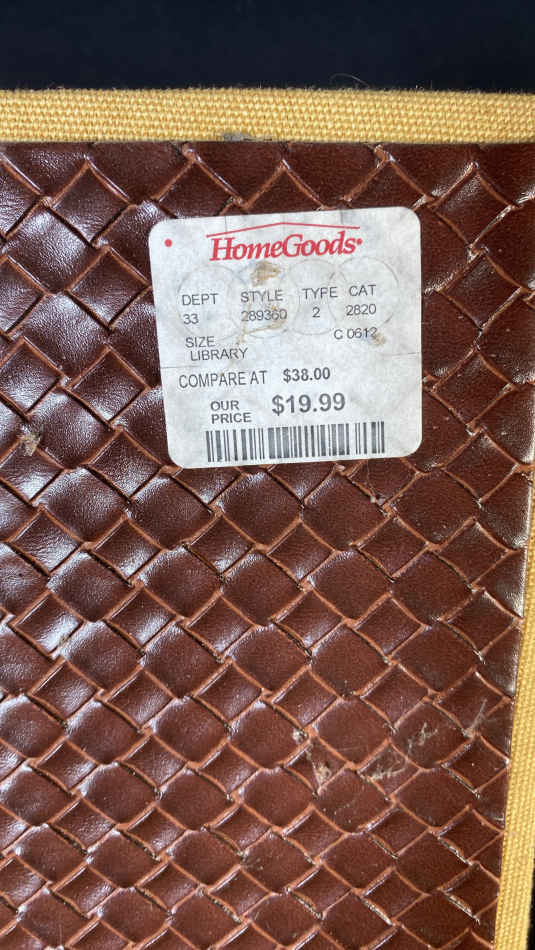 HomeGoods
DEPT STYLE TYPE CAT
33 289360 2 2820
SIZE C 0612
LIBRARY
COMPARE AT $38.00
OUR PRICE $19.99